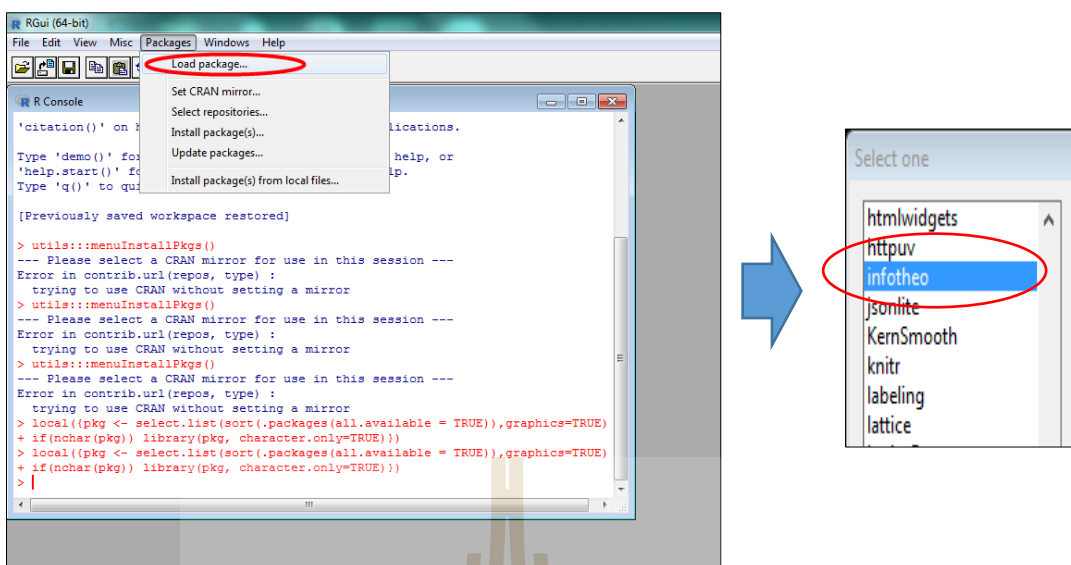 RGui (64-bit)
File Edit View Misc Packages Windows Help
Load package...
Set CRAN mirror...
Select repositories...
Install package(s)...
Update packages...
Install package(s) from local files...
R Console
'citation()' on lications.
Type 'demo()' for help, or
'help.start()' lp.
Type 'q()' to
[Previously saved workspace restored]
> utils:::menuInstallPkgs()
--- Please select a CRAN mirror for use in this session ---
Error in contrib.url(repos, type) :
trying to use CRAN without setting a mirror
> utils:::menuInstallPkgs()
--- Please select a CRAN mirror for use in this session ---
Error in contrib.url(repos, type) :
trying to use CRAN without setting a mirror
> utils:::menuInstallPkgs()
--- Please select a CRAN mirror for use in this session ---
Error in contrib.url(repos, type) :
trying to use CRAN without setting a mirror
> local({pkg <- select.list(sort(.packages(all.available = TRUE)),graphics=TRUE)
+ if(nchar(pkg)) library(pkg, character.only=TRUE)})
> local({pkg <- select.list(sort(.packages(all.available = TRUE)),graphics=TRUE)
+ if(nchar(pkg)) library(pkg, character.only=TRUE)})
>
Select one
htmlwidgets
httpuv
infotheo
jsonlite
KernSmooth
knitr
labeling
lattice